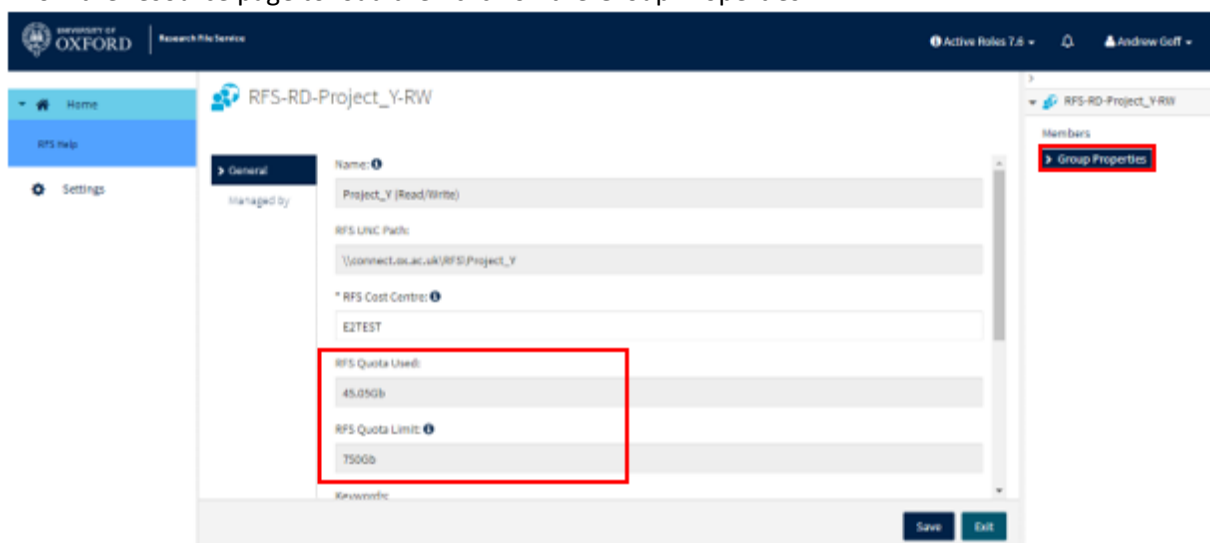 UNIVERSITY OF
OXFORD
Research File Service
Active Roles 7.6
Andrew Goff
Home
RFS Help
Settings
RFS-RD-Project_Y-RW
General
Managed by
Name:
Project_Y (Read/Write)
RFS UNC Path:
\\connect.ox.ac.uk\RFS\Project_Y
* RFS Cost Centre:
E2TEST
RFS Quota Used:
45.05Gb
RFS Quota Limit:
750Gb
Keywords:
Save
Exit
RFS-RD-Project_Y-RW
Members
Group Properties